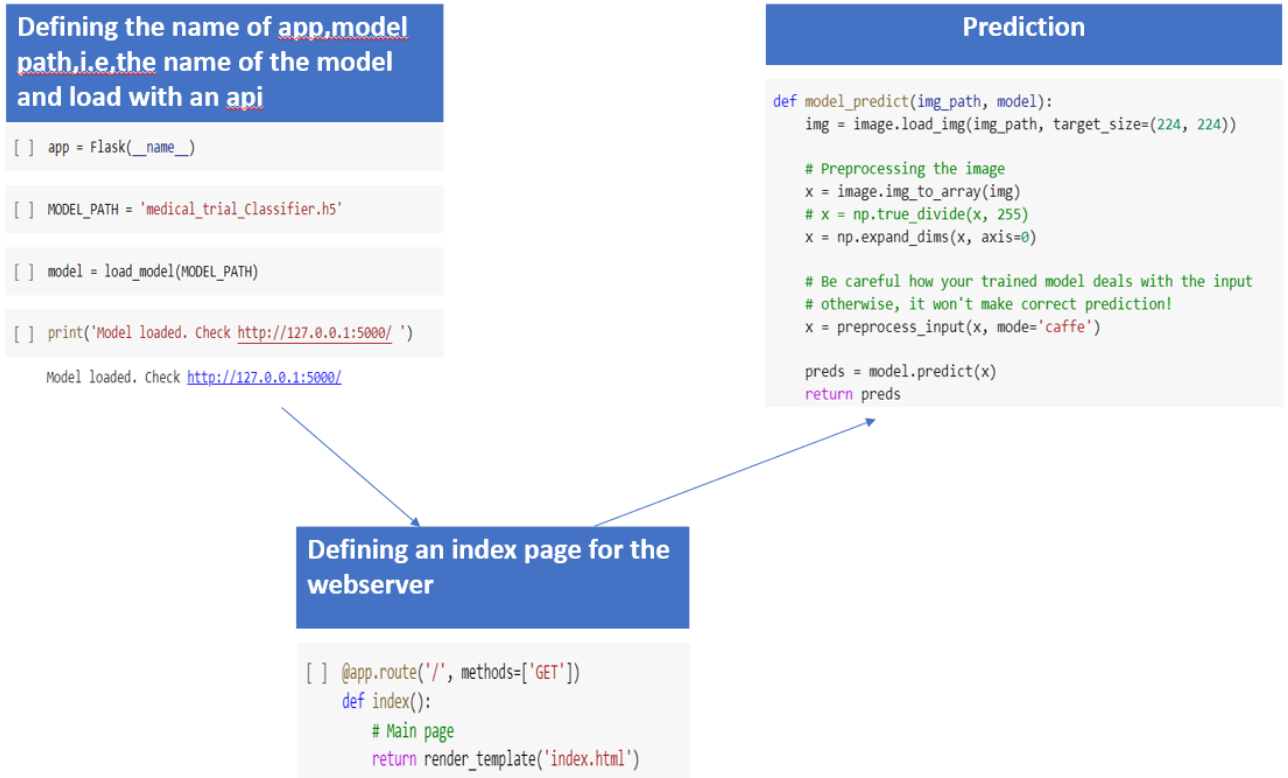 Defining the name of app,model
path,i.e,the name of the model
and load with an api
[ ] app = Flask(__name__)
[ ] MODEL_PATH = 'medical_trial_Classifier.h5'
[ ] model = load_model(MODEL_PATH)
[ ] print('Model loaded. Check http://127.0.0.1:5000/ ')
Model loaded. Check http://127.0.0.1:5000/
Defining an index page for the
webserver
[ ] @app.route('/', methods=['GET'])
def index():
# Main page
return render_template('index.html')
Prediction
def model_predict(img_path, model):
img = image.load_img(img_path, target_size=(224, 224))
# Preprocessing the image
x = image.img_to_array(img)
# x = np.true_divide(x, 255)
x = np.expand_dims(x, axis=0)
# Be careful how your trained model deals with the input
# otherwise, it won't make correct prediction!
x = preprocess_input(x, mode='caffe')
preds = model.predict(x)
return preds